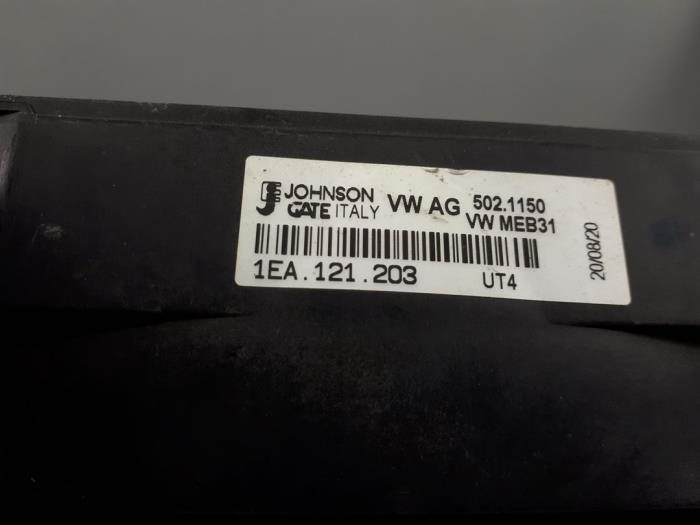 JOHNSON
GATE ITALY
VW AG
502.1150
VW MEB31
1EA.121.203
UT4
20/08/20